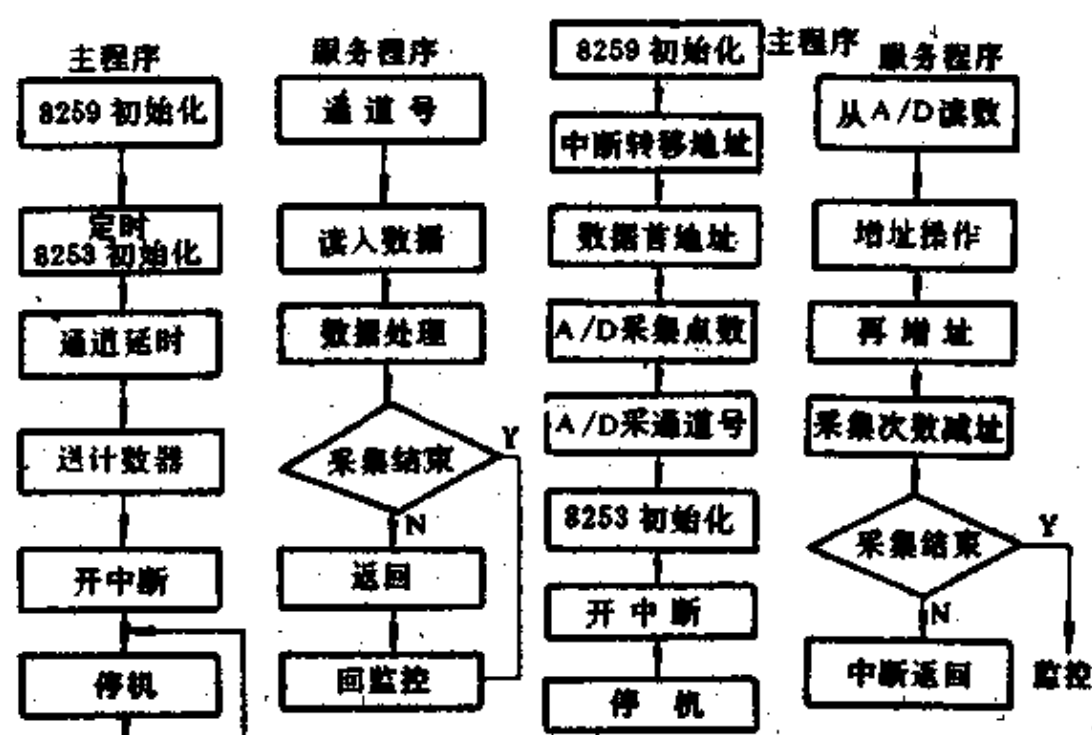 主程序
8259 初始化
定时
8253 初始化
通道延时
送计数器
开中断
停机
服务程序
通 道 号
读入数据
数据处理
采集结束
Y
N
返回
回监控
8259 初始化
主程序
中断转移地址
数据首地址
A/D采集点数
A/D采通道号
8253 初始化
开 中 断
停 机
服务程序
从A/D读数
增址操作
再 增 址
采集次数减址
采集结束
Y
N
中断返回
监控